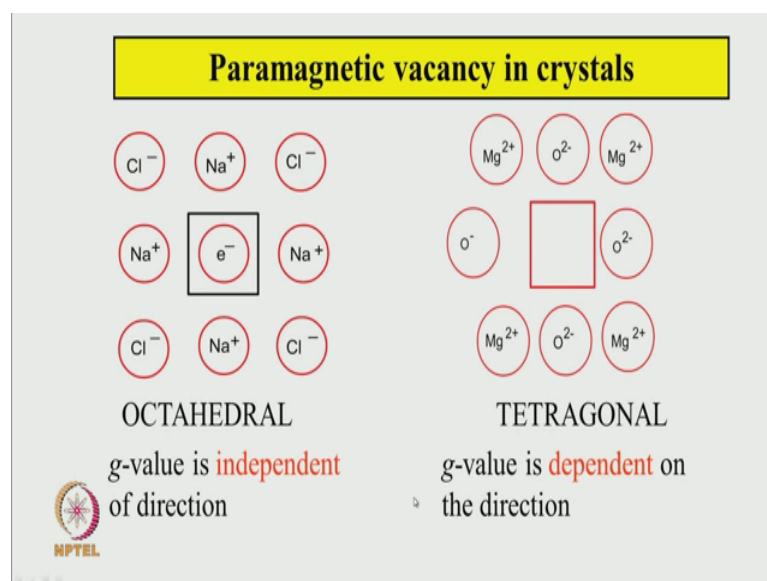 Paramagnetic vacancy in crystals
Cl⁻ Na⁺ Cl⁻
Na⁺ e⁻ Na⁺
Cl⁻ Na⁺ Cl⁻
OCTAHEDRAL
g-value is independent
of direction
Mg²⁺ O²⁻ Mg²⁺
O⁻ O²⁻
Mg²⁺ O²⁻ Mg²⁺
TETRAGONAL
g-value is dependent on
the direction
NPTEL